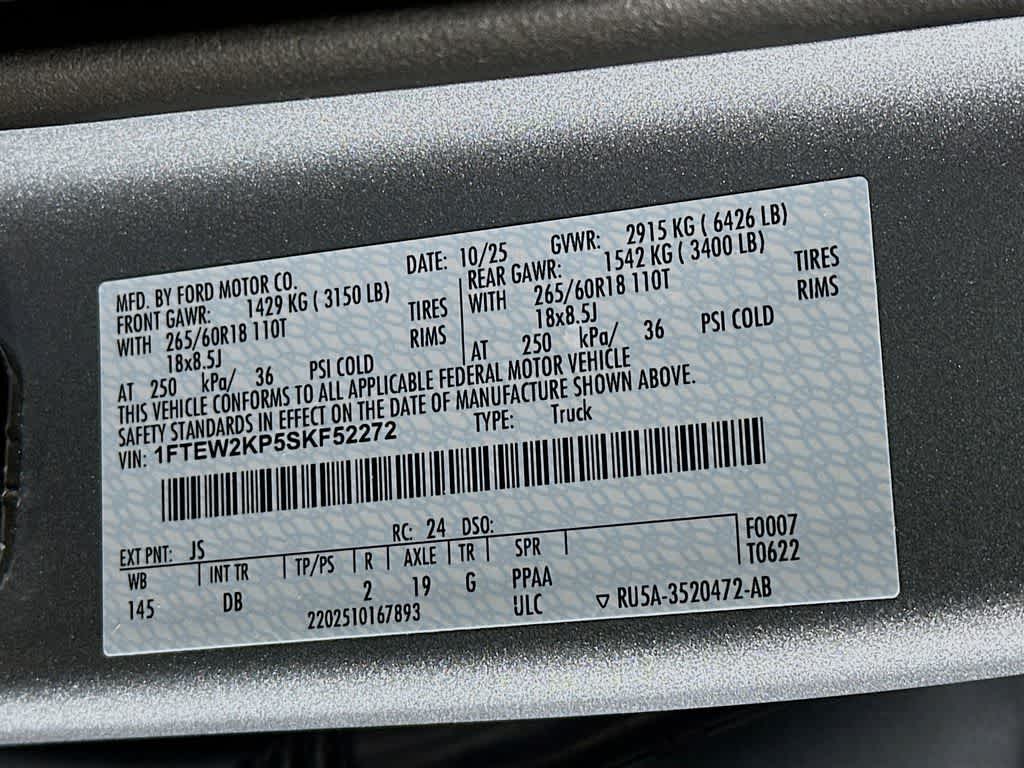 MFD. BY FORD MOTOR CO. DATE: 10/25 GVWR: 2915 KG ( 6426 LB)
FRONT GAWR: 1429 KG ( 3150 LB) REAR GAWR: 1542 KG ( 3400 LB)
WITH 265/60R18 110T TIRES WITH 265/60R18 110T TIRES
18x8.5J RIMS 18x8.5J RIMS
AT 250 kPa/ 36 PSI COLD AT 250 kPa/ 36 PSI COLD
THIS VEHICLE CONFORMS TO ALL APPLICABLE FEDERAL MOTOR VEHICLE
SAFETY STANDARDS IN EFFECT ON THE DATE OF MANUFACTURE SHOWN ABOVE.
VIN: 1FTEW2KP5SKF52272 TYPE: Truck
EXT PNT: JS RC: 24 DSO: F0007
WB INT TR TP/PS R AXLE TR SPR T0622
145 DB 2 19 G PPAA
2202510167893 ULC ▽ RU5A-3520472-AB